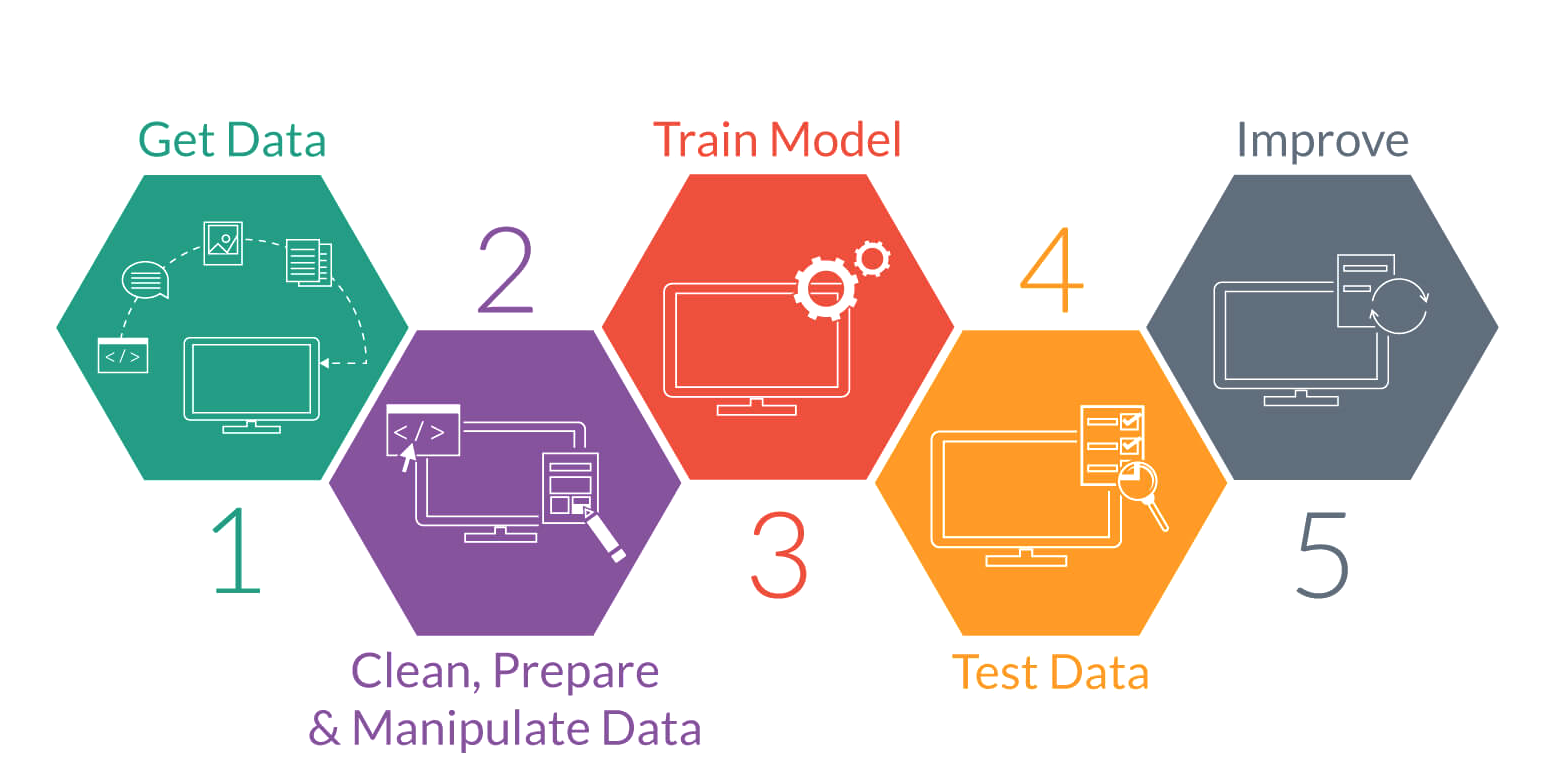 Get Data
</>
1
2
</>
Clean, Prepare
& Manipulate Data
Train Model
3
4
Test Data
Improve
5